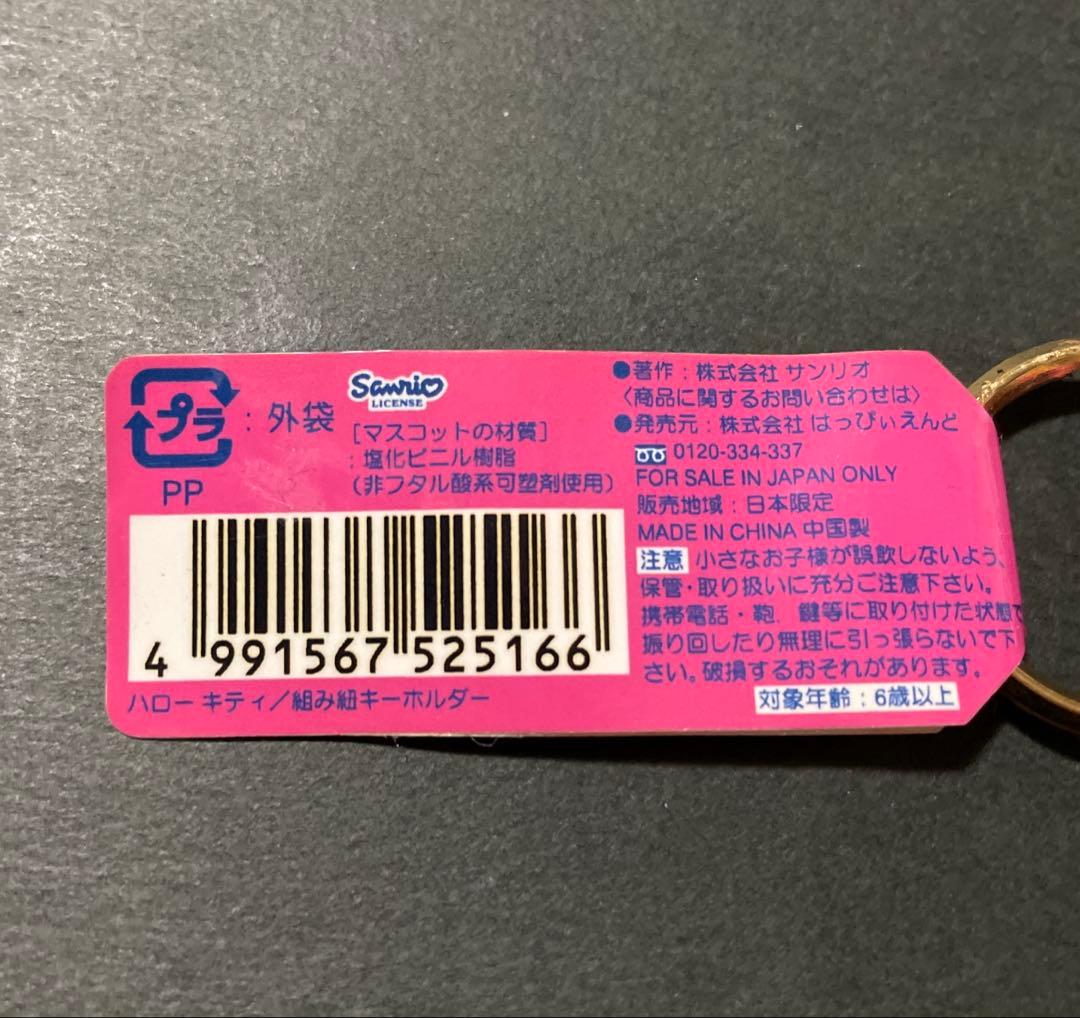 プラ
:外袋
PP
Sanrio
LICENSE
[マスコットの材質]
:塩化ビニル樹脂
(非フタル酸系可塑剤使用)
4 991567 525166
ハロー キティ/組み紐キーホルダー
●著作:株式会社 サンリオ
〈商品に関するお問い合わせは〉
●発売元:株式会社 はっぴぃえんど
0120-334-337
FOR SALE IN JAPAN ONLY
販売地域:日本限定
MADE IN CHINA 中国製
注意 小さなお子様が誤飲しないよう、
保管・取り扱いに充分ご注意下さい。
携帯電話・鞄、鍵等に取り付けた状態で
振り回したり無理に引っ張らないで下
さい。破損するおそれがあります。
対象年齢:6歳以上